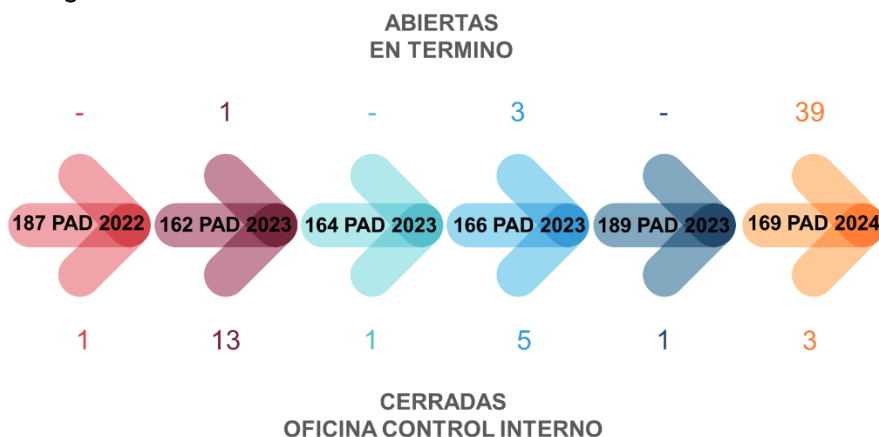 ABIERTAS
EN TERMINO
- 1 - 3 - 39
187 PAD 2022 162 PAD 2023 164 PAD 2023 166 PAD 2023 189 PAD 2023 169 PAD 2024
1 13 1 5 1 3
CERRADAS
OFICINA CONTROL INTERNO